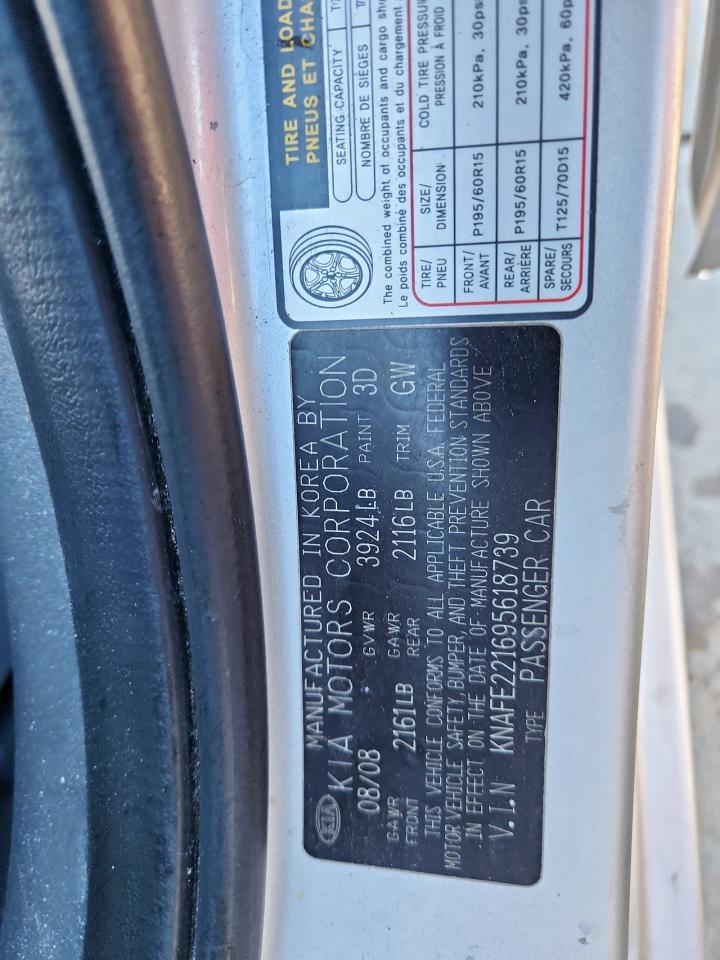 TIRE AND LOAD
PNEUS ET
SEATING CAPACITY
NOMBRE DE SIÈGES
The combined weight of occupants and cargo
Le poids combiné des occupants et du chargement
TIRE/ PNEU SIZE/ DIMENSION COLD TIRE PRESSURE PRESSION À FROID
FRONT/ AVANT P195/60R15 210kPa, 30psi
REAR/ ARRIÈRE P195/60R15 210kPa, 30psi
SPARE/ SECOURS T125/70D15 420kPa, 60p
KIA
MANUFACTURED IN KOREA BY
KIA MOTORS CORPORATION
08/08 GVWR 3924LB PAINT 3D
GAWR FRONT 2161LB GAWR REAR 2116LB TRIM GW
THIS VEHICLE CONFORMS TO ALL APPLICABLE U.S.A. FEDERAL
MOTOR VEHICLE SAFETY, BUMPER, AND THEFT PREVENTION STANDARDS
IN EFFECT ON THE DATE OF MANUFACTURE SHOWN ABOVE
V.I.N KNAFE221695618739
TYPE PASSENGER CAR